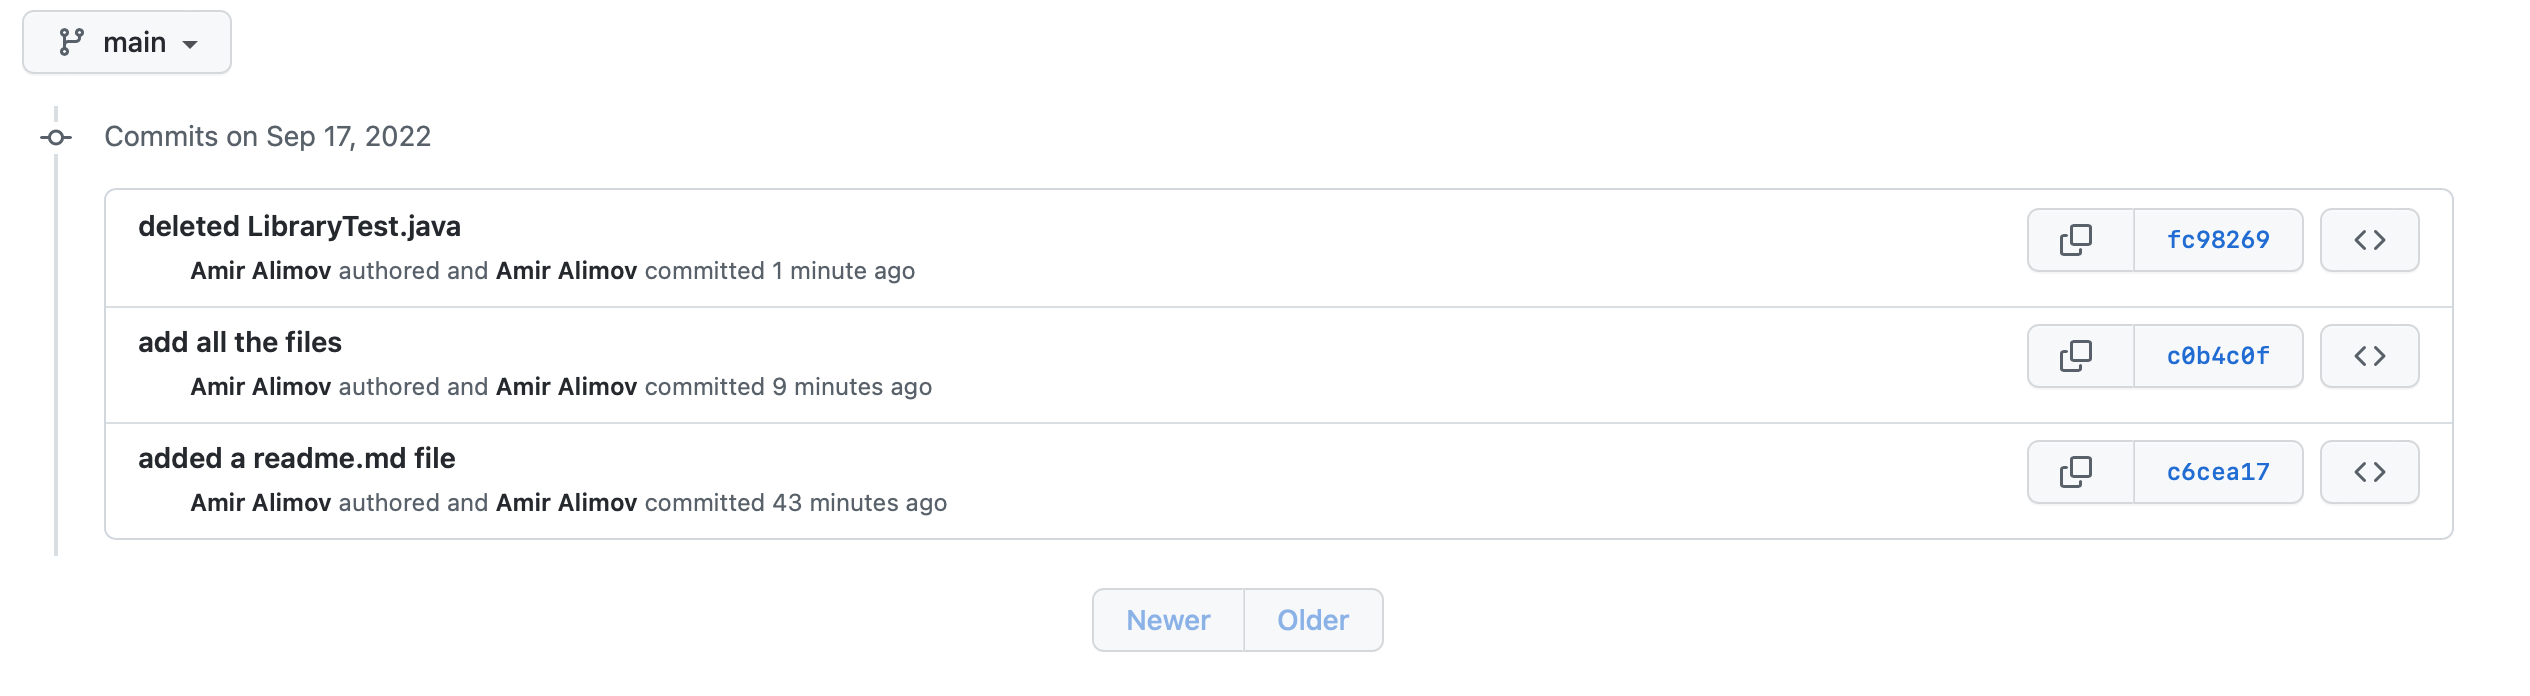 main
Commits on Sep 17, 2022
deleted LibraryTest.java
Amir Alimov authored and Amir Alimov committed 1 minute ago
fc98269
add all the files
Amir Alimov authored and Amir Alimov committed 9 minutes ago
c0b4c0f
added a readme.md file
Amir Alimov authored and Amir Alimov committed 43 minutes ago
c6cea17
Newer Older